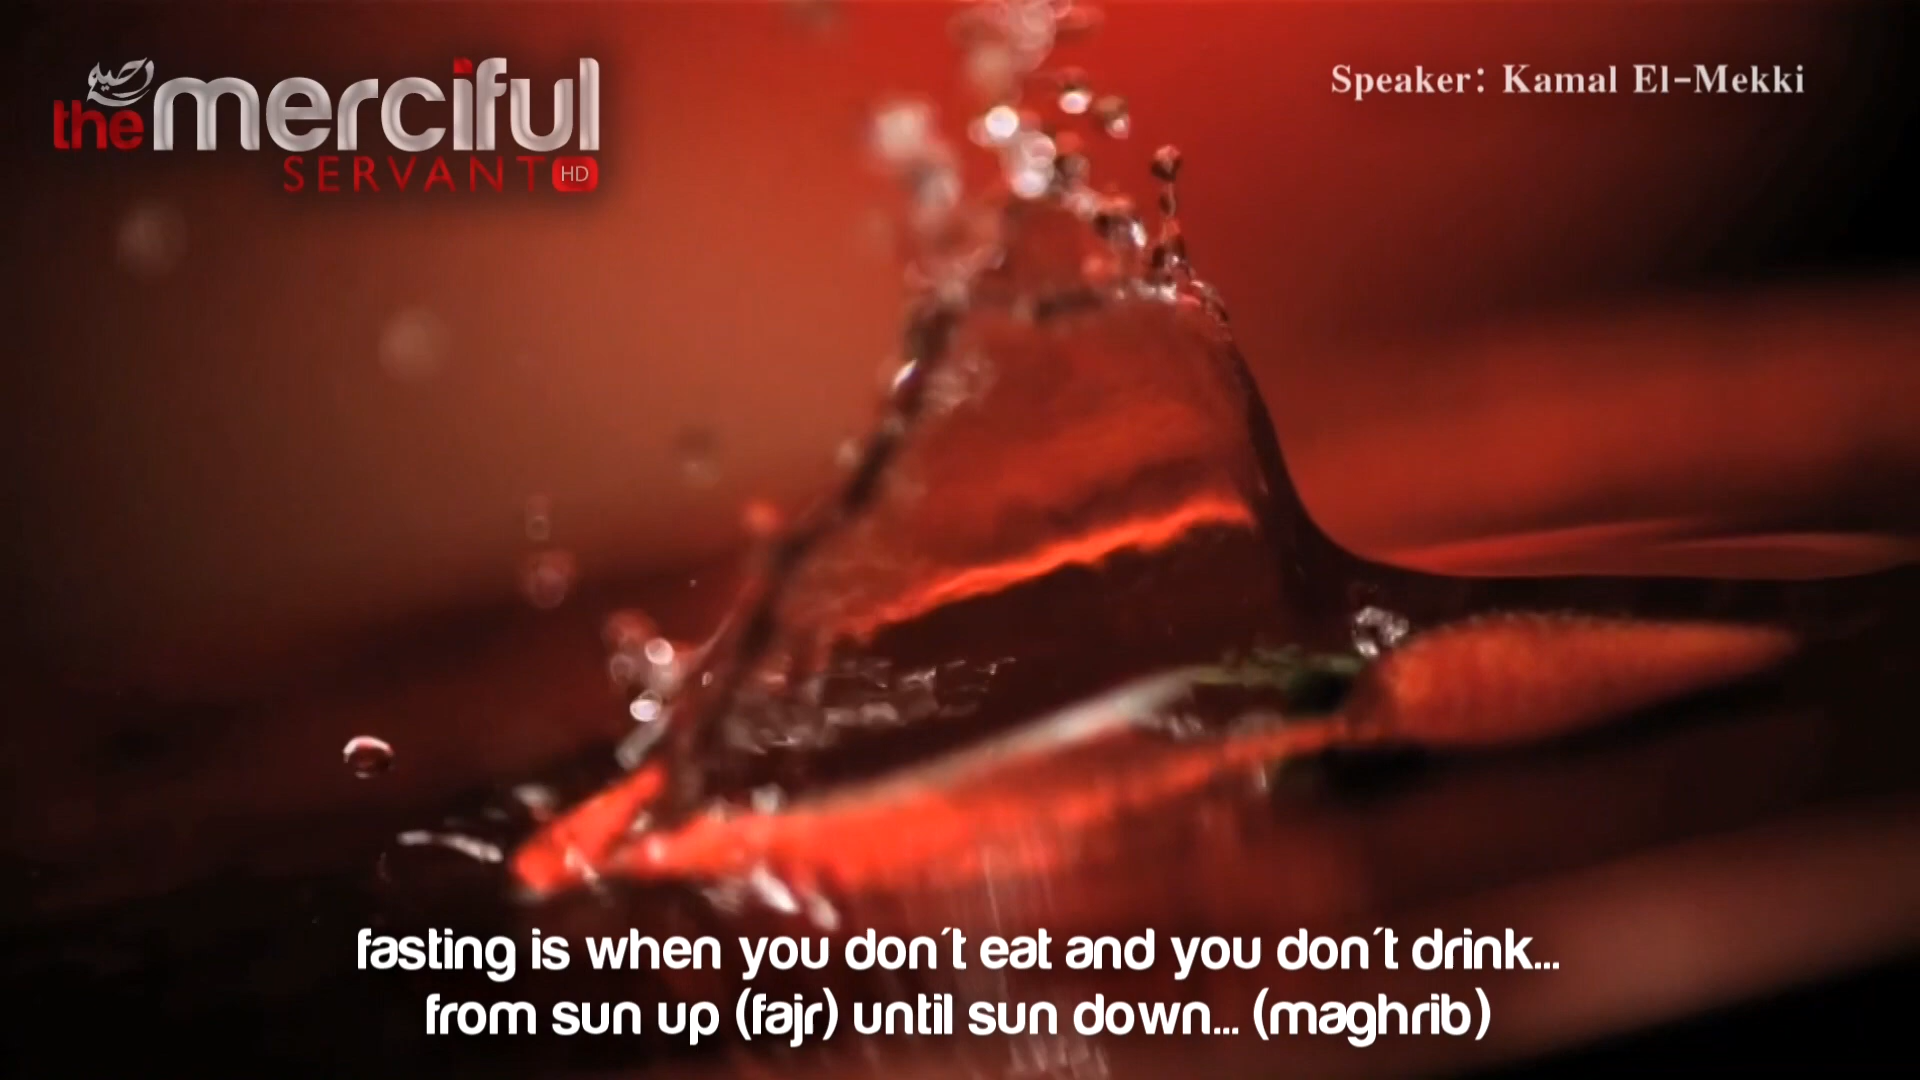 رحيم
the merciful
SERVANT HD
Speaker: Kamal El-Mekki
fasting is when you don´t eat and you don´t drink...
from sun up (fajr) until sun down... (maghrib)